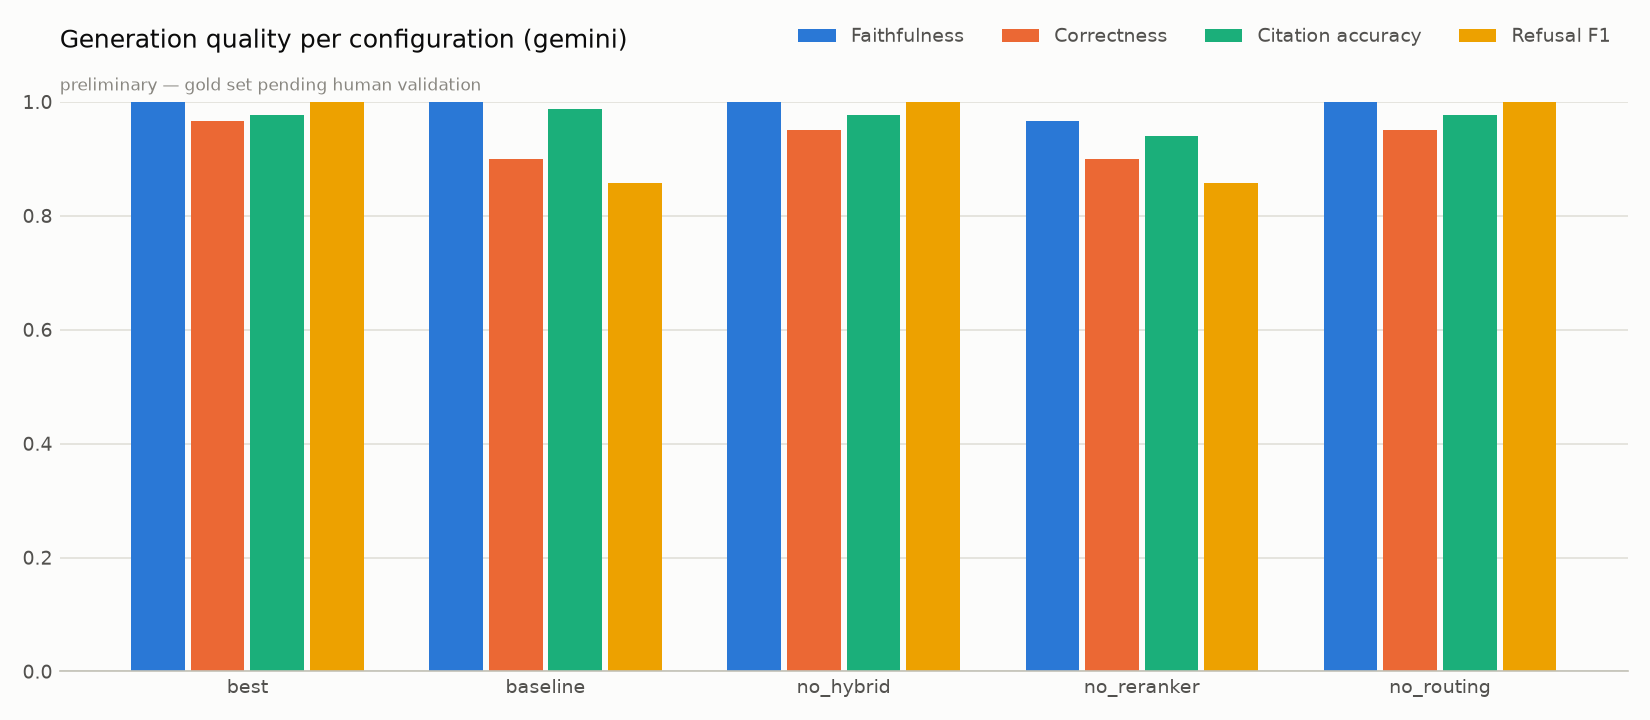 Generation quality per configuration (gemini)
Faithfulness Correctness Citation accuracy Refusal F1
preliminary — gold set pending human validation
1.0
0.8
0.6
0.4
0.2
0.0
best baseline no_hybrid no_reranker no_routing